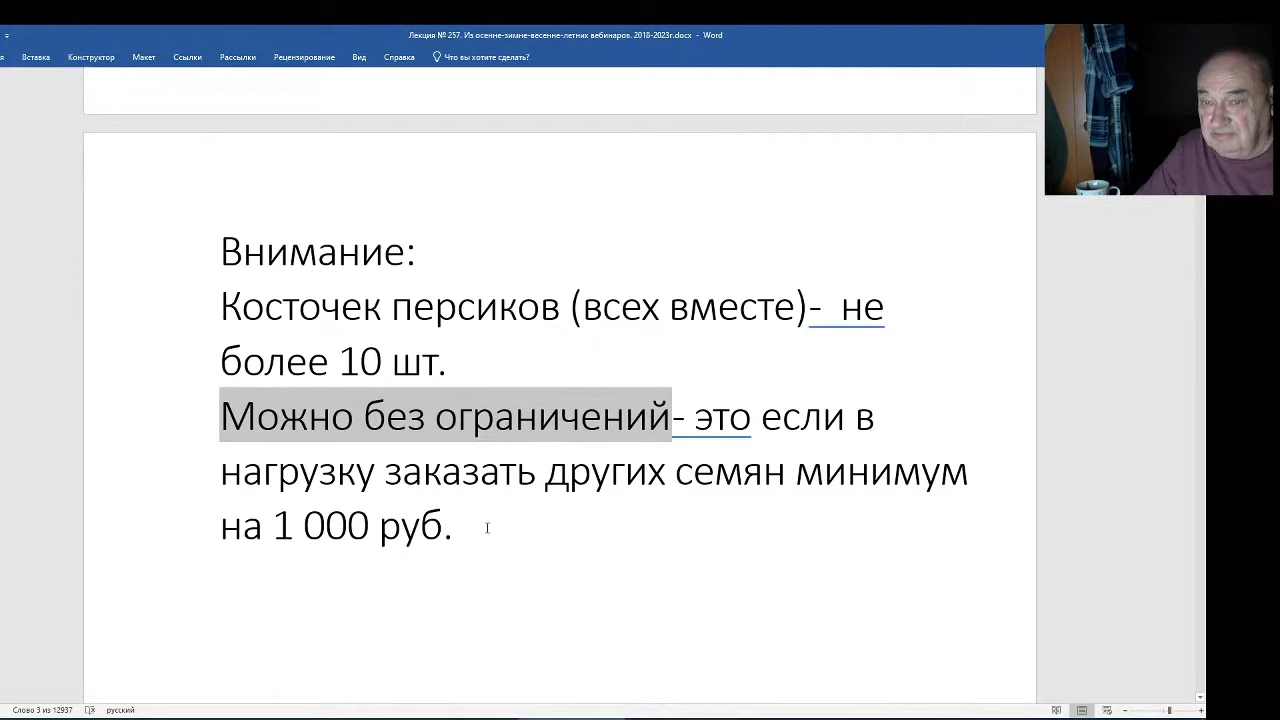 Лекция № 257. Из осенне-зимне-весенне-летних вебинаров. 2018-2023г.docx - Word
я Вставка Конструктор Макет Ссылки Рассылки Рецензирование Вид Справка Что вы хотите сделать?
Внимание:
Косточек персиков (всех вместе)- не
более 10 шт.
Можно без ограничений- это если в
нагрузку заказать других семян минимум
на 1 000 руб.
Слово 3 из 12937 русский